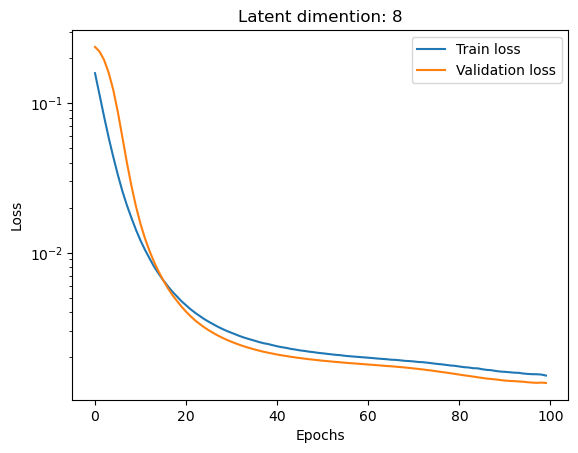 Latent dimention: 8
Train loss
Validation loss
Loss
10⁻¹
10⁻²
0 20 40 60 80 100
Epochs